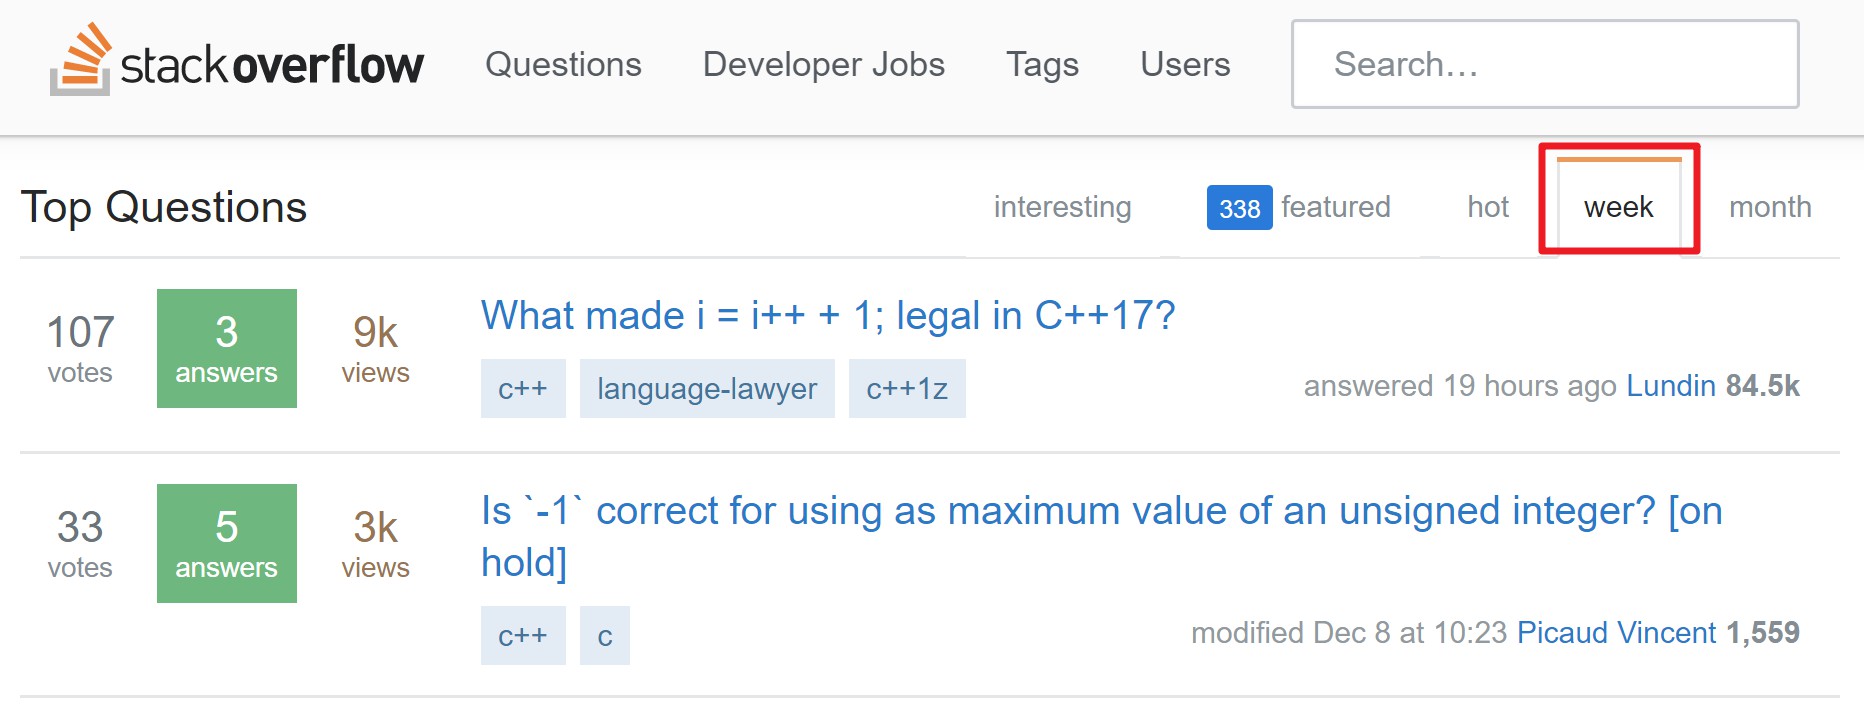 stackoverflow Questions Developer Jobs Tags Users Search...
Top Questions interesting 338 featured hot week month
107 votes 3 answers 9k views
What made i = i++ + 1; legal in C++17?
c++ language-lawyer c++1z
answered 19 hours ago Lundin 84.5k
33 votes 5 answers 3k views
Is `-1` correct for using as maximum value of an unsigned integer? [on
hold]
c++ c
modified Dec 8 at 10:23 Picaud Vincent 1,559